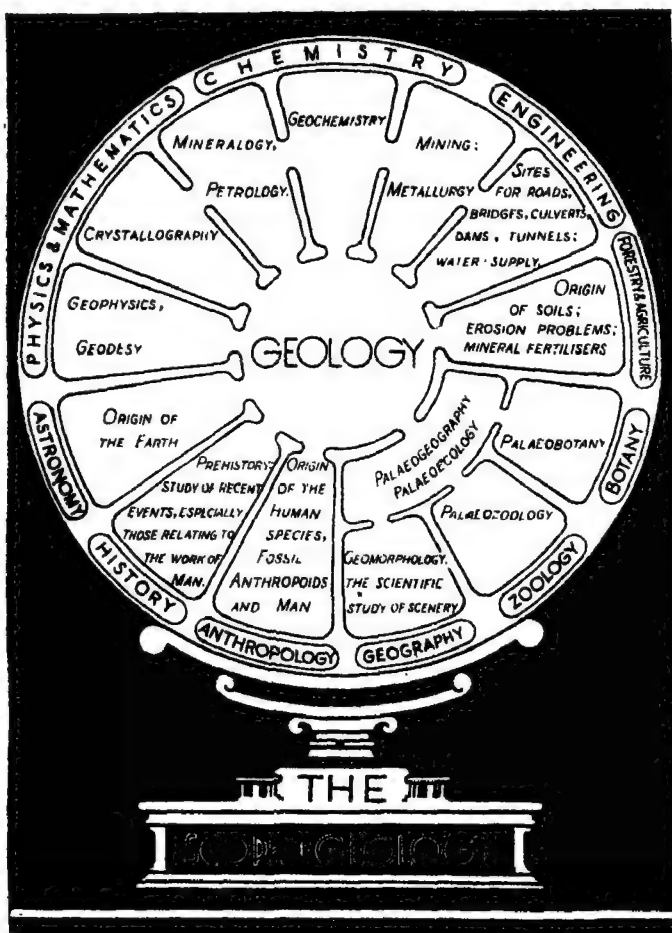 CHEMISTRY
PHYSICS & MATHEMATICS
ENGINEERING
FORESTRY & AGRICULTURE
BOTANY
ZOOLOGY
GEOGRAPHY
ANTHROPOLOGY
HISTORY
ASTRONOMY
GEOCHEMISTRY
MINERALOGY,
PETROLOGY.
MINING;
METALLURGY
SITES
FOR ROADS,
BRIDGES, CULVERTS,
DAMS, TUNNELS;
WATER SUPPLY,
CRYSTALLOGRAPHY
GEOPHYSICS,
GEODESY
GEOLOGY
ORIGIN
OF SOILS;
EROSION PROBLEMS;
MINERAL FERTILISERS
ORIGIN OF
THE EARTH
PREHISTORY:
STUDY OF RECENT
EVENTS, ESPECIALLY
THOSE RELATING TO
THE WORK OF
MAN.
ORIGIN
OF THE
HUMAN
SPECIES,
FOSSIL
ANTHROPOIDS
AND MAN
PALAEOGEOGRAPHY
PALAEOECOLOGY
PALAEOBOTANY
PALAEOZOOLOGY
GEOMORPHOLOGY.
THE SCIENTIFIC
STUDY OF SCENERY
THE
SCOPE OF GEOLOGY